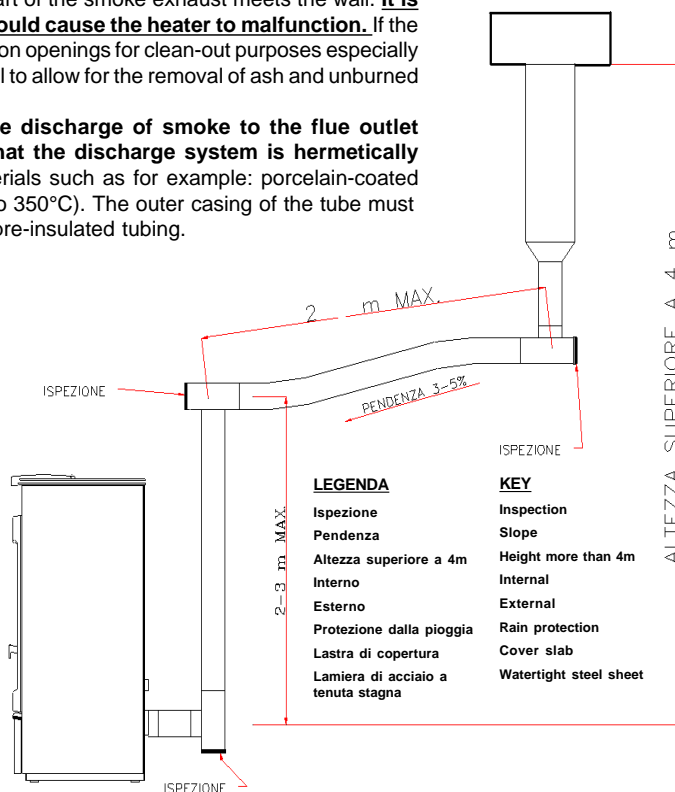 art of the smoke exhaust meets the wall. It is
ould cause the heater to malfunction. If the
on openings for clean-out purposes especially
l to allow for the removal of ash and unburned
e discharge of smoke to the flue outlet
hat the discharge system is hermetically
erials such as for example: porcelain-coated
o 350°C). The outer casing of the tube must
ore-insulated tubing.
2 m MAX.
ISPEZIONE
PENDENZA 3-5%
ISPEZIONE
ALTEZZA SUPERIORE A 4 m
2-3 m MAX.
LEGENDA
Ispezione
Pendenza
Altezza superiore a 4m
Interno
Esterno
Protezione dalla pioggia
Lastra di copertura
Lamiera di acciaio a
tenuta stagna
KEY
Inspection
Slope
Height more than 4m
Internal
External
Rain protection
Cover slab
Watertight steel sheet
ISPEZIONE